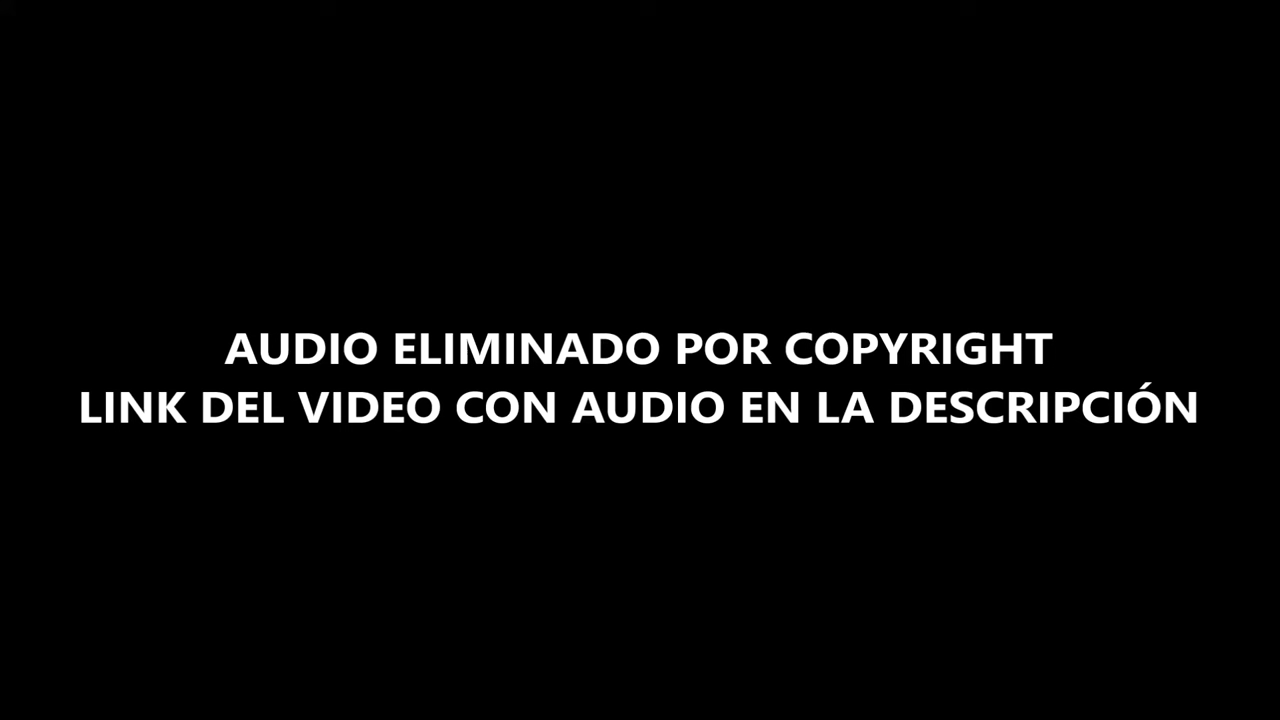 AUDIO ELIMINADO POR COPYRIGHT
LINK DEL VIDEO CON AUDIO EN LA DESCRIPCIÓN